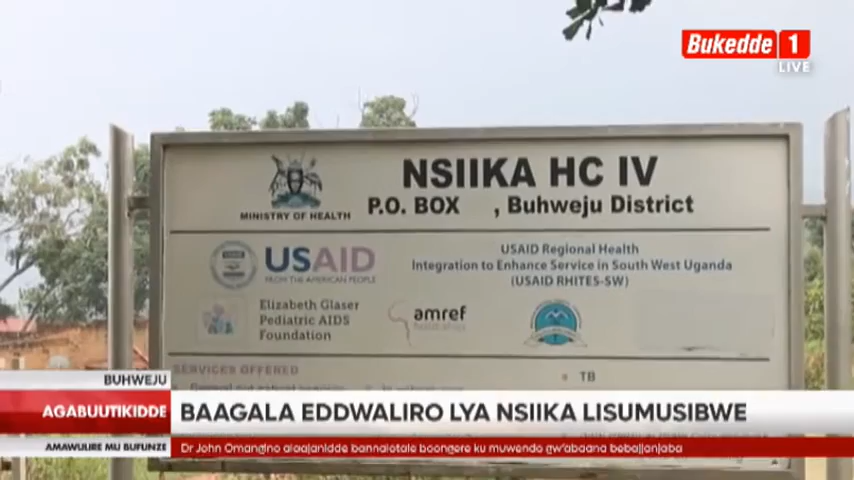 Bukedde 1
LIVE
NSIIKA HC IV
MINISTRY OF HEALTH
P.O. BOX , Buhweju District
USAID
FROM THE AMERICAN PEOPLE
USAID Regional Health
Integration to Enhance Service in South West Uganda
(USAID RHITES-SW)
Elizabeth Glaser
Pediatric AIDS
Foundation
amref
health africa
SERVICES OFFERED
TB
BUHWEJU
AGABUUTIKIDDE
BAAGALA EDDWALIRO LYA NSIIKA LISUMUSIBWE
AMAWULIRE MU BUFUNZE
Dr John Omangino alaajanidde bannalotale boongere ku muwendo gw'abaana bebajjanjaba